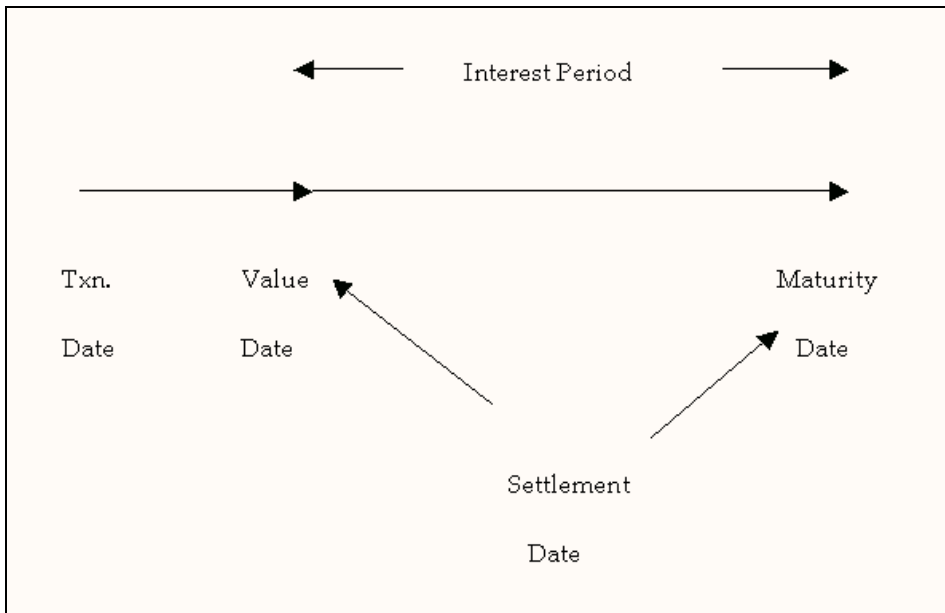 Interest Period
Txn. Value Maturity
Date Date Date
Settlement
Date